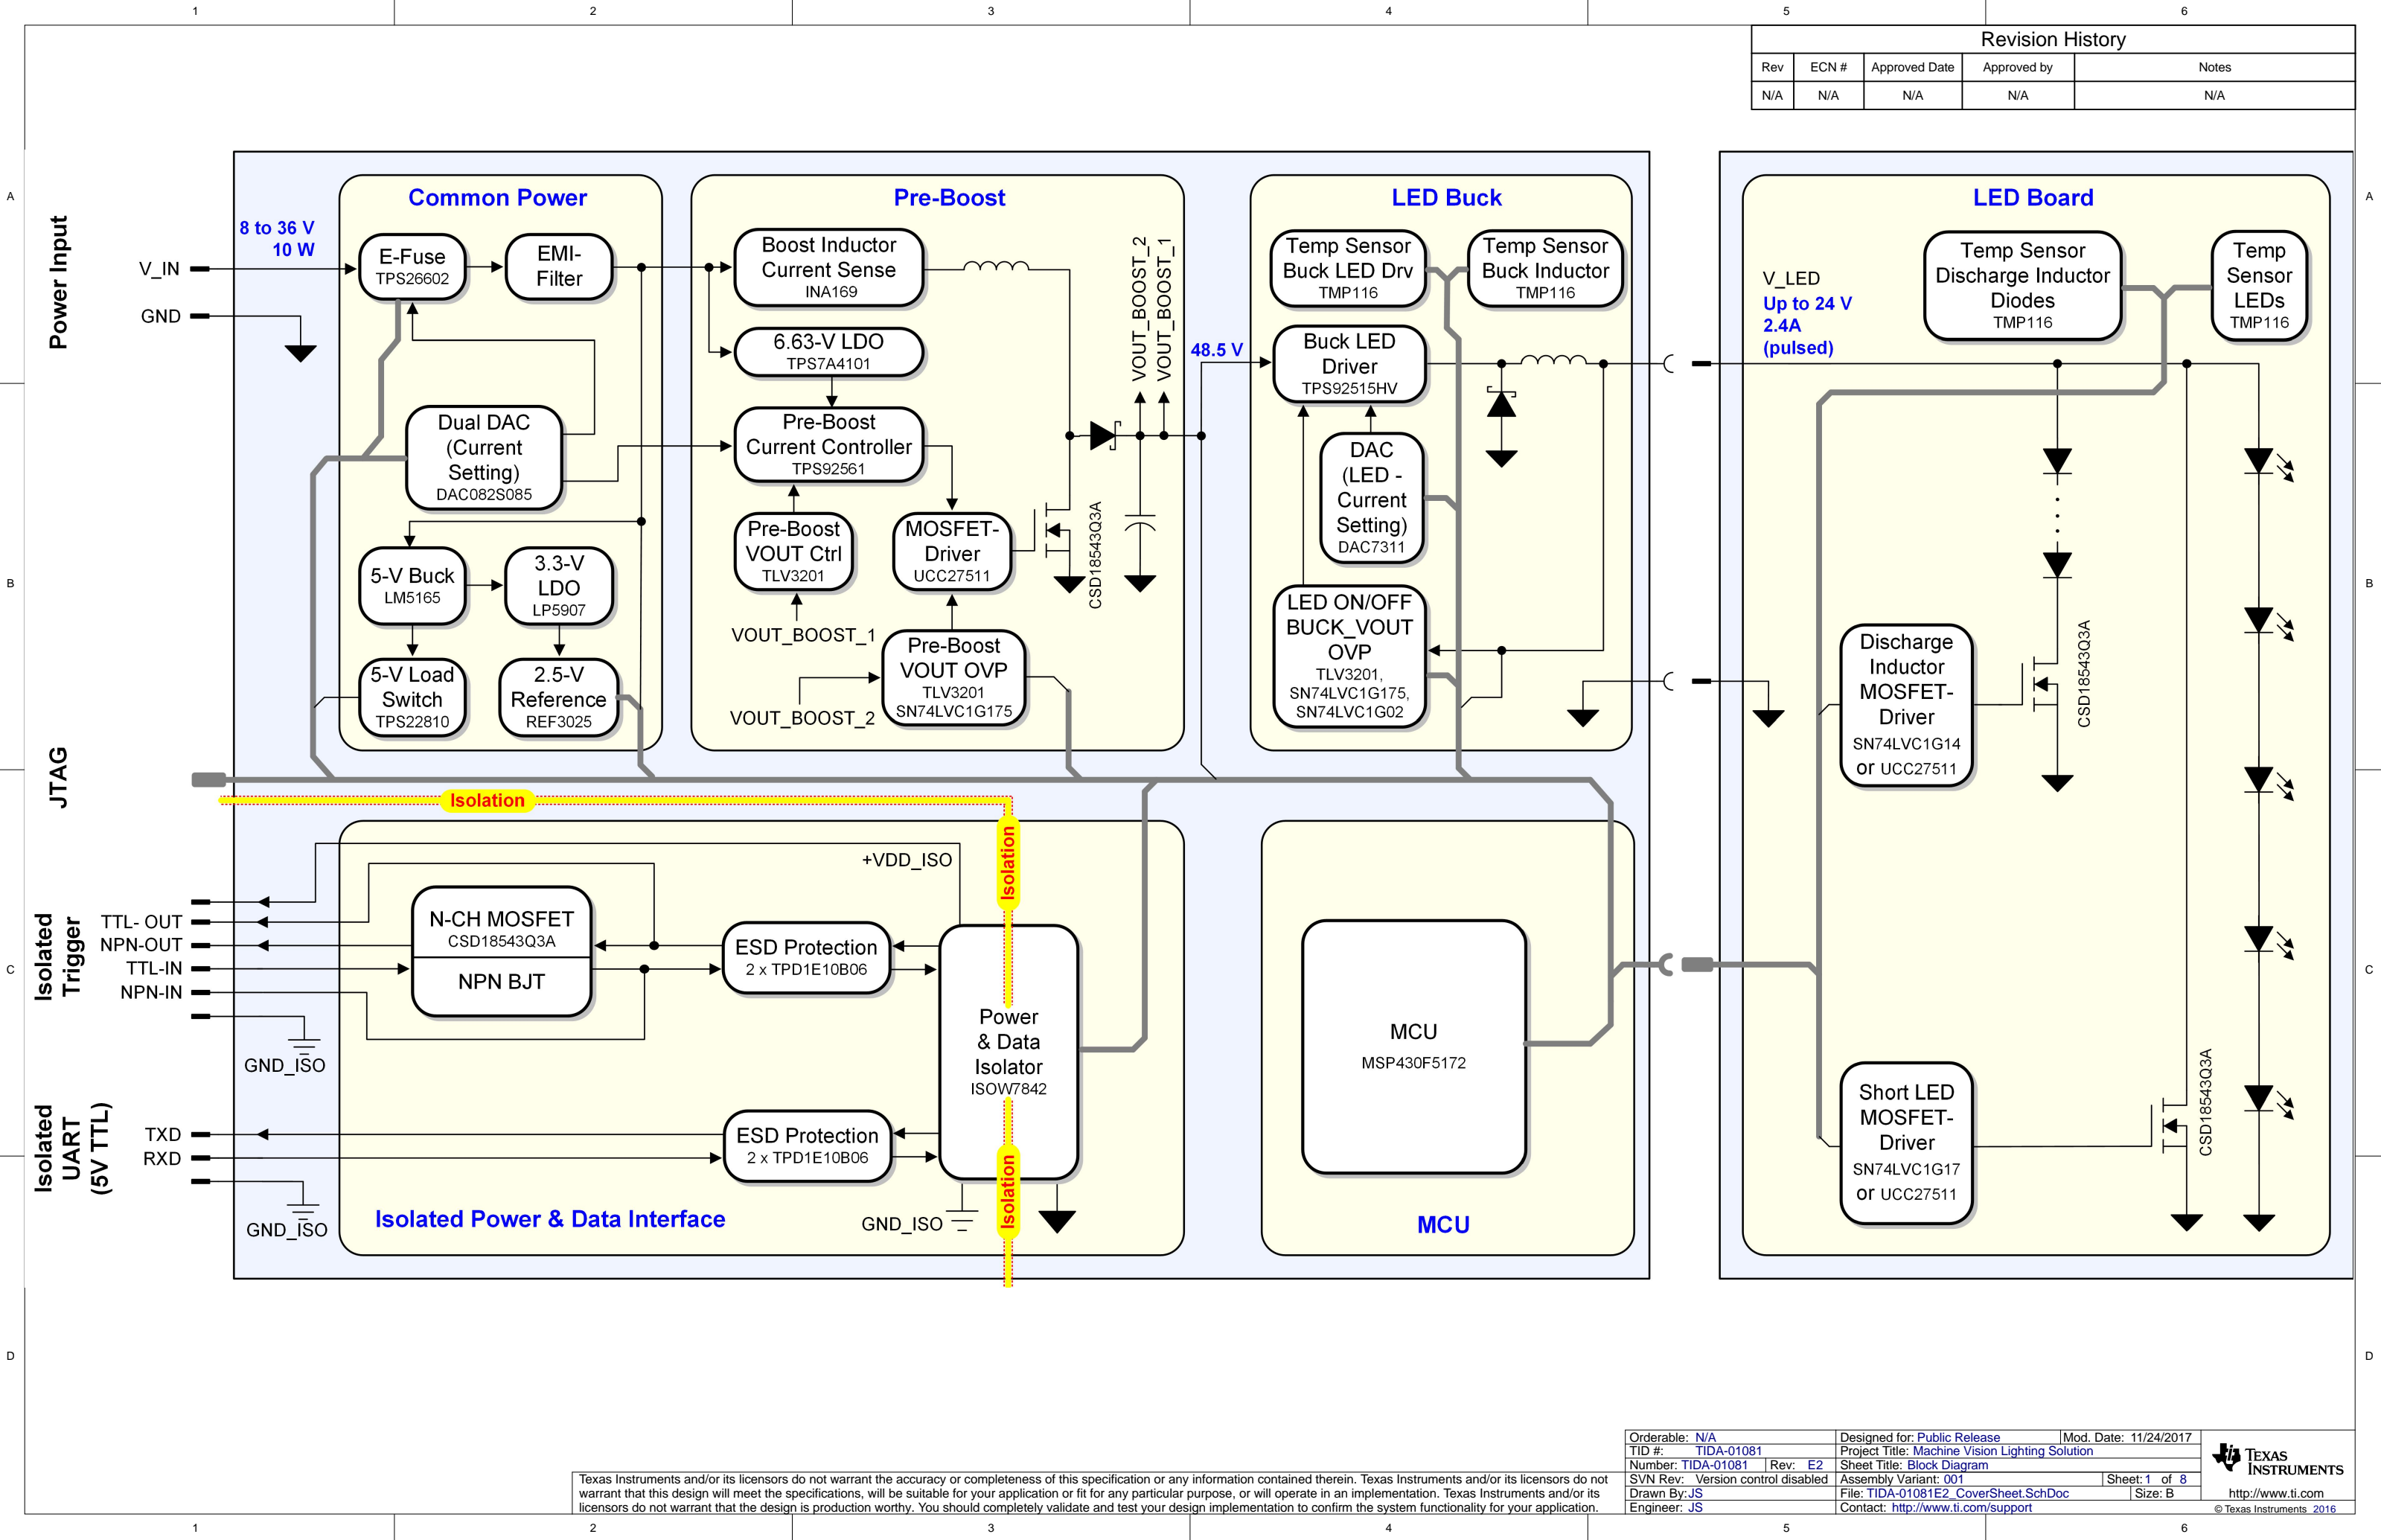 1 2 3 4 5 6
Revision History
Rev ECN # Approved Date Approved by Notes
N/A N/A N/A N/A N/A
A
B
C
D
Power Input
V_IN
GND
8 to 36 V
10 W
Common Power
E-Fuse
TPS26602
EMI-
Filter
Dual DAC
(Current
Setting)
DAC082S085
5-V Buck
LM5165
3.3-V
LDO
LP5907
5-V Load
Switch
TPS22810
2.5-V
Reference
REF3025
Pre-Boost
Boost Inductor
Current Sense
INA169
6.63-V LDO
TPS7A4101
Pre-Boost
Current Controller
TPS92561
Pre-Boost
VOUT Ctrl
TLV3201
MOSFET-
Driver
UCC27511
VOUT_BOOST_1
Pre-Boost
VOUT OVP
TLV3201
SN74LVC1G175
VOUT_BOOST_2
CSD18543Q3A
VOUT_BOOST_2
VOUT_BOOST_1
48.5 V
LED Buck
Temp Sensor
Buck LED Drv
TMP116
Temp Sensor
Buck Inductor
TMP116
Buck LED
Driver
TPS92515HV
DAC
(LED -
Current
Setting)
DAC7311
LED ON/OFF
BUCK_VOUT
OVP
TLV3201,
SN74LVC1G175,
SN74LVC1G02
LED Board
V_LED
Up to 24 V
2.4A
(pulsed)
Temp Sensor
Discharge Inductor
Diodes
TMP116
Temp
Sensor
LEDs
TMP116
Discharge
Inductor
MOSFET-
Driver
SN74LVC1G14
or UCC27511
CSD18543Q3A
Short LED
MOSFET-
Driver
SN74LVC1G17
or UCC27511
CSD18543Q3A
JTAG
Isolation
Isolation
Isolation
+VDD_ISO
Isolated
Trigger
TTL- OUT
NPN-OUT
TTL-IN
NPN-IN
GND_ISO
N-CH MOSFET
CSD18543Q3A
NPN BJT
ESD Protection
2 x TPD1E10B06
Power
& Data
Isolator
ISOW7842
Isolated
UART
(5V TTL)
TXD
RXD
GND_ISO
ESD Protection
2 x TPD1E10B06
GND_ISO
Isolated Power & Data Interface
MCU
MSP430F5172
MCU
A
B
C
D
Texas Instruments and/or its licensors do not warrant the accuracy or completeness of this specification or any information contained therein. Texas Instruments and/or its licensors do not
warrant that this design will meet the specifications, will be suitable for your application or fit for any particular purpose, or will operate in an implementation. Texas Instruments and/or its
licensors do not warrant that the design is production worthy. You should completely validate and test your design implementation to confirm the system functionality for your application.
Orderable: N/A Designed for: Public Release Mod. Date: 11/24/2017
TID #: TIDA-01081 Project Title: Machine Vision Lighting Solution
Number: TIDA-01081 Rev: E2 Sheet Title: Block Diagram
SVN Rev: Version control disabled Assembly Variant: 001 Sheet: 1 of 8
Drawn By: JS File: TIDA-01081E2_CoverSheet.SchDoc Size: B
Engineer: JS Contact: http://www.ti.com/support
TEXAS
INSTRUMENTS
http://www.ti.com
© Texas Instruments 2016
1 2 3 4 5 6